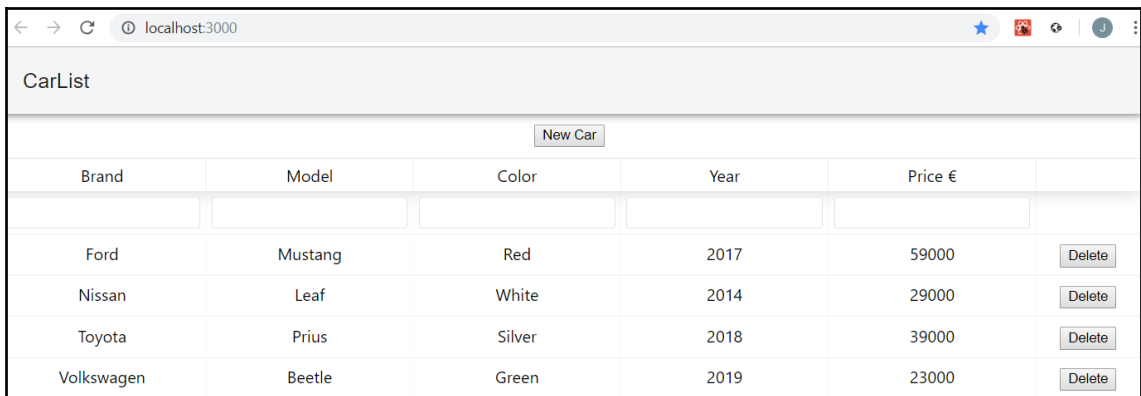 localhost:3000
J
CarList
New Car
Brand Model Color Year Price €
Ford Mustang Red 2017 59000 Delete
Nissan Leaf White 2014 29000 Delete
Toyota Prius Silver 2018 39000 Delete
Volkswagen Beetle Green 2019 23000 Delete